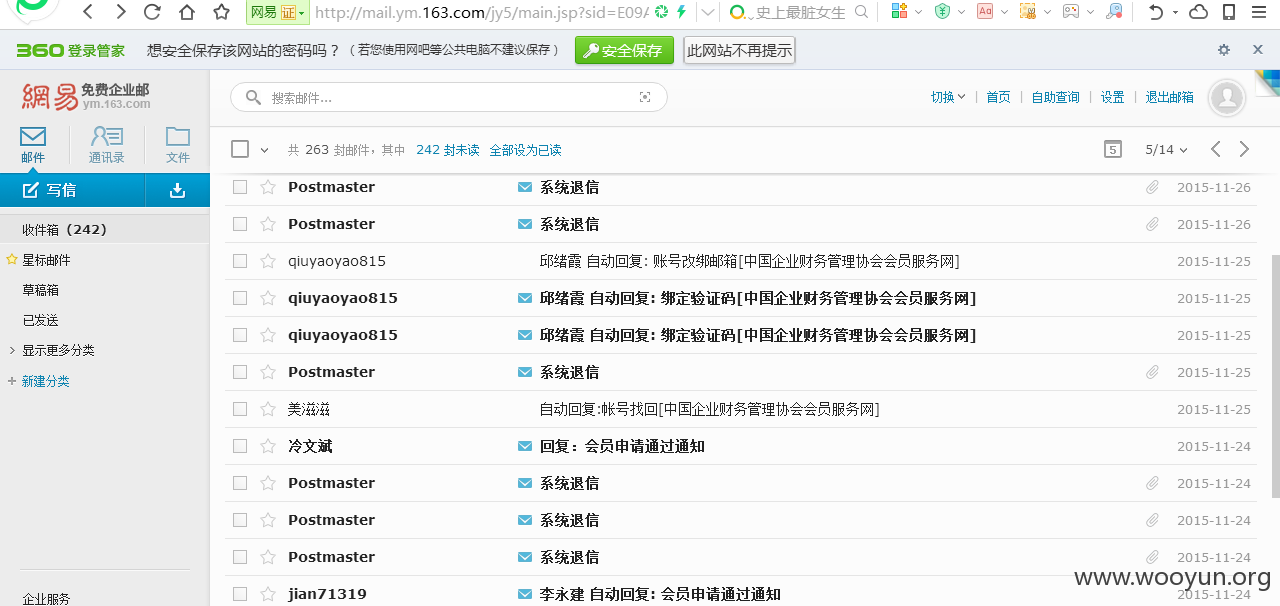 网易 证 http://mail.ym.163.com/jy5/main.jsp?sid=E09A 史上最脏女生
360 登录管家 想安全保存该网站的密码吗？（若您使用网吧等公共电脑不建议保存） 安全保存 此网站不再提示
網易 免费企业邮 ym.163.com
搜索邮件...
切换 首页 自助查询 设置 退出邮箱
邮件 通讯录 文件
共 263 封邮件，其中 242 封未读 全部设为已读 5 5/14
写信
收件箱（242）
星标邮件
草稿箱
已发送
显示更多分类
新建分类
企业服务
Postmaster 系统退信 2015-11-26
Postmaster 系统退信 2015-11-26
qiuyaoyao815 邱绪霞 自动回复: 账号改绑邮箱[中国企业财务管理协会会员服务网] 2015-11-25
qiuyaoyao815 邱绪霞 自动回复: 绑定验证码[中国企业财务管理协会会员服务网] 2015-11-25
qiuyaoyao815 邱绪霞 自动回复: 绑定验证码[中国企业财务管理协会会员服务网] 2015-11-25
Postmaster 系统退信 2015-11-25
美滋滋 自动回复:帐号找回[中国企业财务管理协会会员服务网] 2015-11-25
冷文斌 回复：会员申请通过通知 2015-11-24
Postmaster 系统退信 2015-11-24
Postmaster 系统退信 2015-11-24
Postmaster 系统退信 2015-11-24
jian71319 李永建 自动回复: 会员申请通过通知 2015-11-24
www.wooyun.org